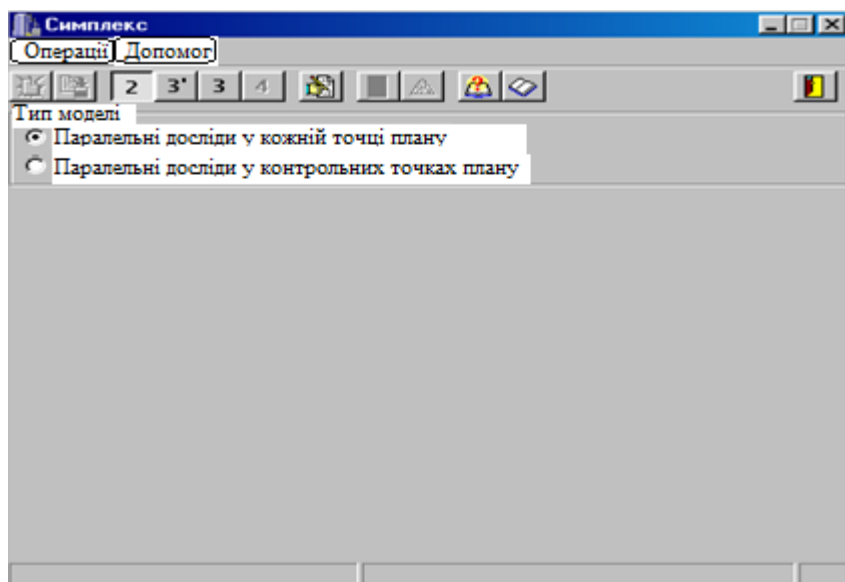 Симплекс
Операції Допомог
2 3* 3 4
Тип моделі
Паралельні досліди у кожній точці плану
Паралельні досліди у контрольних точках плану